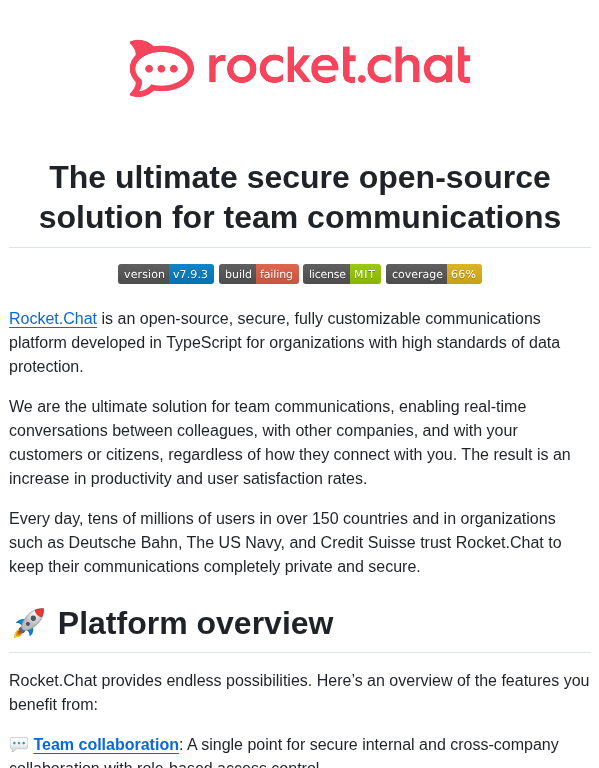 rocket.chat
The ultimate secure open-source
solution for team communications
version v7.9.3 build failing license MIT coverage 66%
Rocket.Chat is an open-source, secure, fully customizable communications
platform developed in TypeScript for organizations with high standards of data
protection.
We are the ultimate solution for team communications, enabling real-time
conversations between colleagues, with other companies, and with your
customers or citizens, regardless of how they connect with you. The result is an
increase in productivity and user satisfaction rates.
Every day, tens of millions of users in over 150 countries and in organizations
such as Deutsche Bahn, The US Navy, and Credit Suisse trust Rocket.Chat to
keep their communications completely private and secure.
🚀 Platform overview
Rocket.Chat provides endless possibilities. Here’s an overview of the features you
benefit from:
💬 Team collaboration: A single point for secure internal and cross-company
collaboration with role-based access control